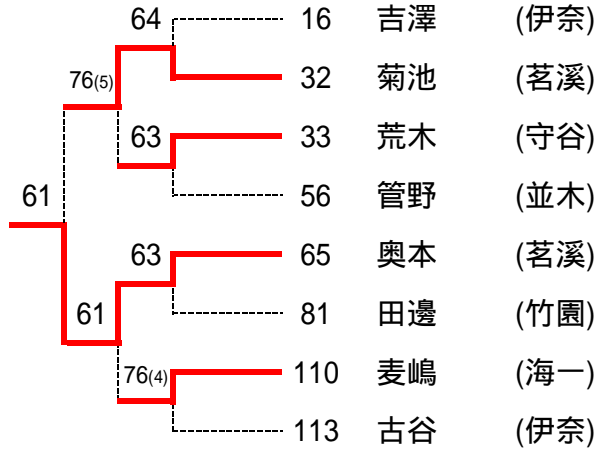 64 16 吉澤 (伊奈)
76(5) 32 菊池 (茗溪)
63 33 荒木 (守谷)
61 56 管野 (並木)
63 65 奥本 (茗溪)
61 81 田邊 (竹園)
76(4) 110 麦嶋 (海一)
113 古谷 (伊奈)